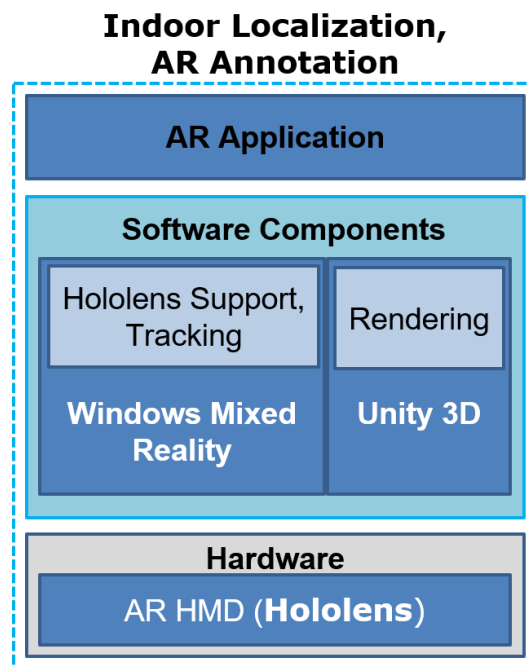 Indoor Localization,
AR Annotation
AR Application
Software Components
Hololens Support,
Tracking
Windows Mixed
Reality
Rendering
Unity 3D
Hardware
AR HMD (Hololens)